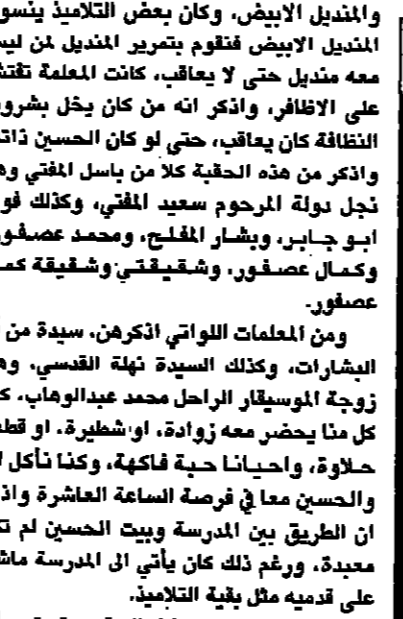 والمنديل الابيض، وكان بعض التلاميذ ينسو
المنديل الابيض فنقوم بتمرير المنديل لمن ليس
معه منديل حتى لا يعاقب، كانت المعلمة تفتش
على الاظافر، واذكر انه من كان يخل بشرو
النظافة كان يعاقب، حتى لو كان الحسين ذاته
واذكر من هذه الحقبة كلا من باسل المفتي وه
نجل دولة المرحوم سعيد المفتي، وكذلك فو
ابو جابر، وبشار المفلح، ومحمد عصفور
وكمال عصفور، وشقيقتي وشقيقة كمـ
عصفور.
ومن المعلمات اللواتي اذكرهن، سيدة من
البشارات، وكذلك السيدة نهلة القدسي، وه
زوجة الموسيقار الراحل محمد عبدالوهاب، كـ
كل منا يحضر معه زوادة، او شطيرة، او قطـ
حلاوة، واحيانا حبة فاكهة، وكنا نأكل
والحسين معا في فرصة الساعة العاشرة واذ
ان الطريق بين المدرسة وبيت الحسين لم تك
معبدة، ورغم ذلك كان يأتي الى المدرسة ماش
على قدميه مثل بقية التلاميذ.